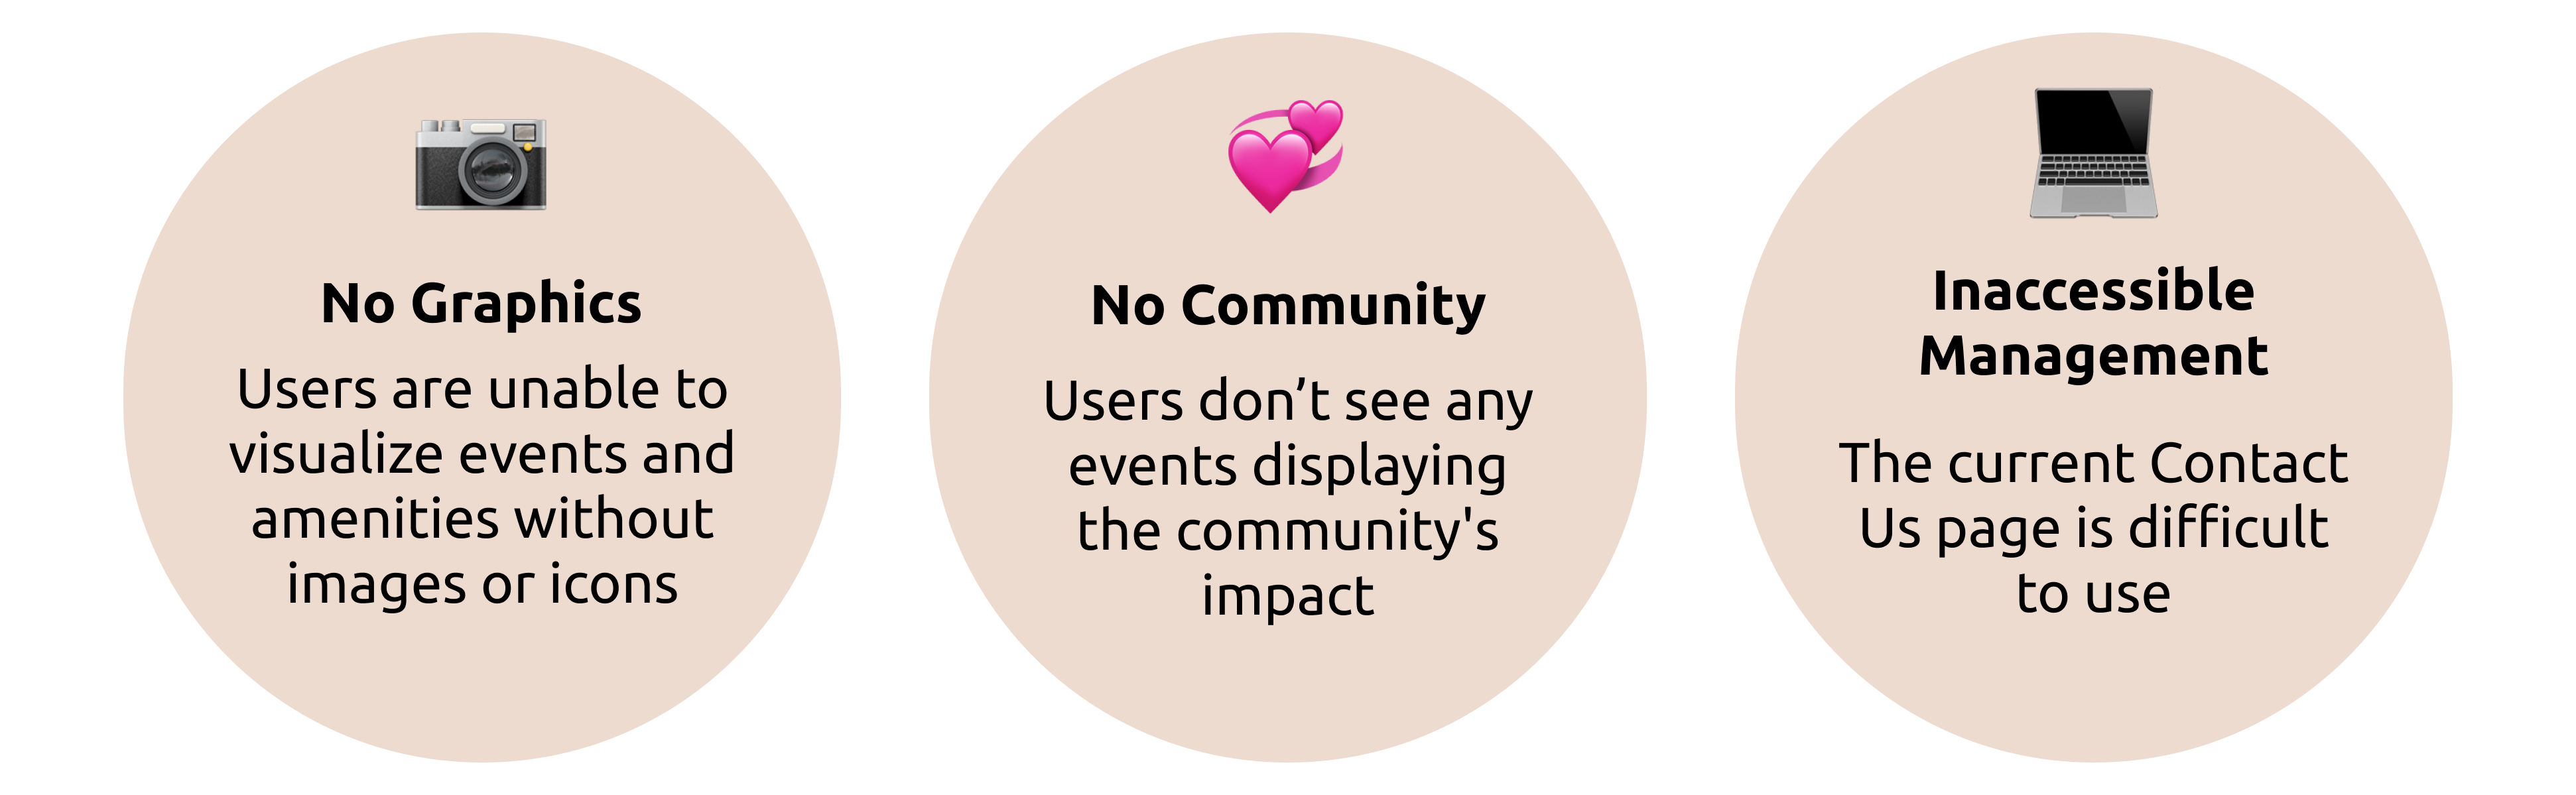 No Graphics
Users are unable to
visualize events and
amenities without
images or icons
No Community
Users don’t see any
events displaying
the community's
impact
Inaccessible
Management
The current Contact
Us page is difficult
to use